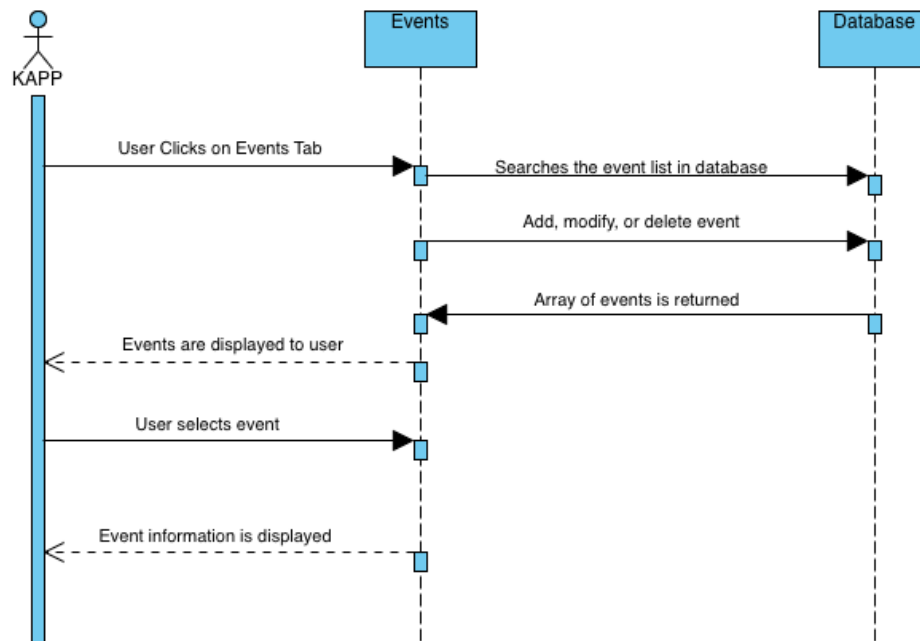 Events
Database
KAPP
User Clicks on Events Tab
Searches the event list in database
Add, modify, or delete event
Array of events is returned
Events are displayed to user
User selects event
Event information is displayed